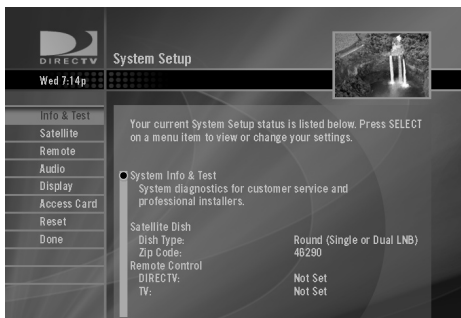 DIRECTV
System Setup
Wed 7:14p
Info & Test
Satellite
Remote
Audio
Display
Access Card
Reset
Done
Your current System Setup status is listed below. Press SELECT
on a menu item to view or change your settings.
System Info & Test
System diagnostics for customer service and
professional installers.
Satellite Dish
Dish Type: Round (Single or Dual LNB)
Zip Code: 46290
Remote Control
DIRECTV: Not Set
TV: Not Set